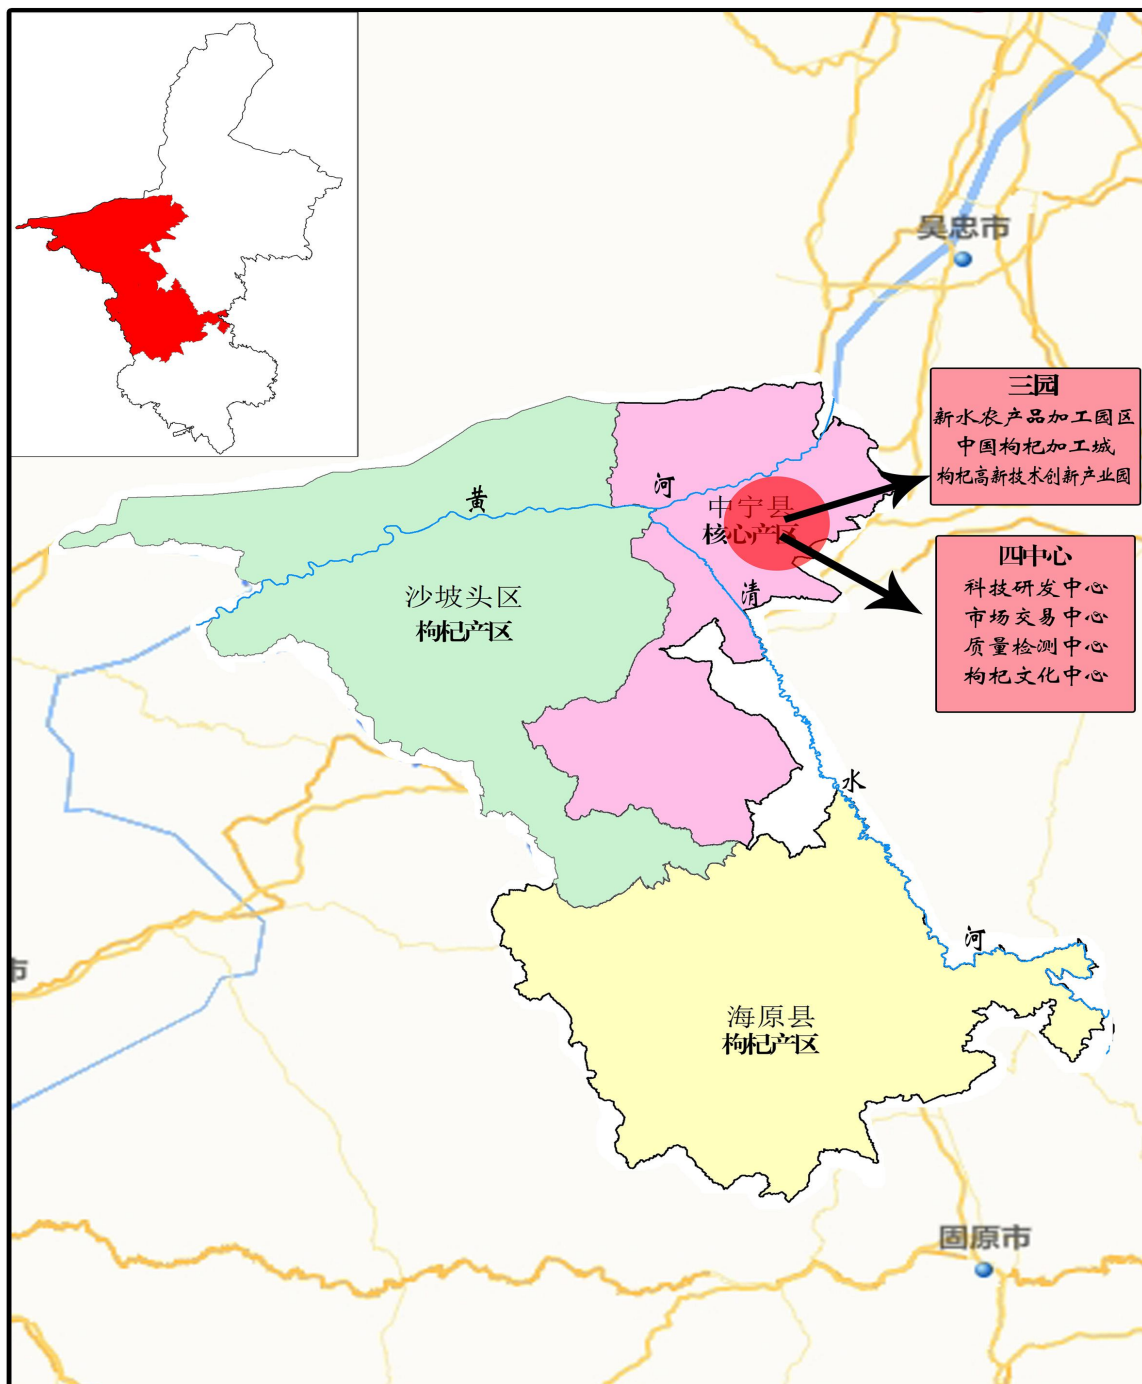 吴忠市
三园
新水农产品加工园区
中国枸杞加工城
枸杞高新技术创新产业园
黄
河
中宁县
核心产区
四中心
科技研发中心
市场交易中心
质量检测中心
枸杞文化中心
沙坡头区
枸杞产区
清
水
河
市
海原县
枸杞产区
固原市